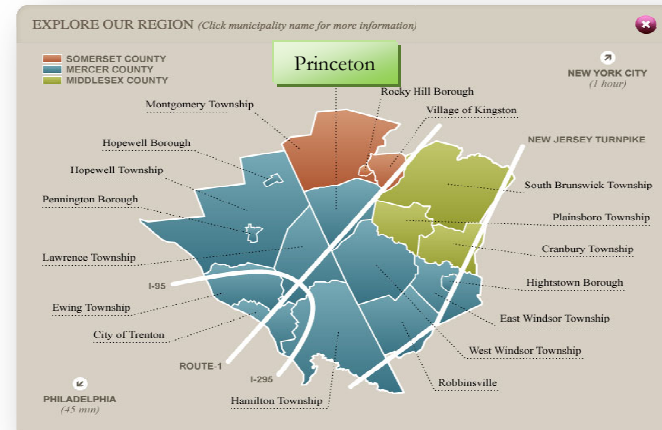 EXPLORE OUR REGION (Click municipality name for more information)
SOMERSET COUNTY
MERCER COUNTY
MIDDLESEX COUNTY
Princeton
NEW YORK CITY
(1 hour)
Rocky Hill Borough
Montgomery Township
Village of Kingston
Hopewell Borough
NEW JERSEY TURNPIKE
Hopewell Township
South Brunswick Township
Pennington Borough
Plainsboro Township
Cranbury Township
Lawrence Township
Hightstown Borough
I-95
Ewing Township
East Windsor Township
City of Trenton
West Windsor Township
ROUTE-1
I-295
Robbinsville
PHILADELPHIA
(45 min)
Hamilton Township